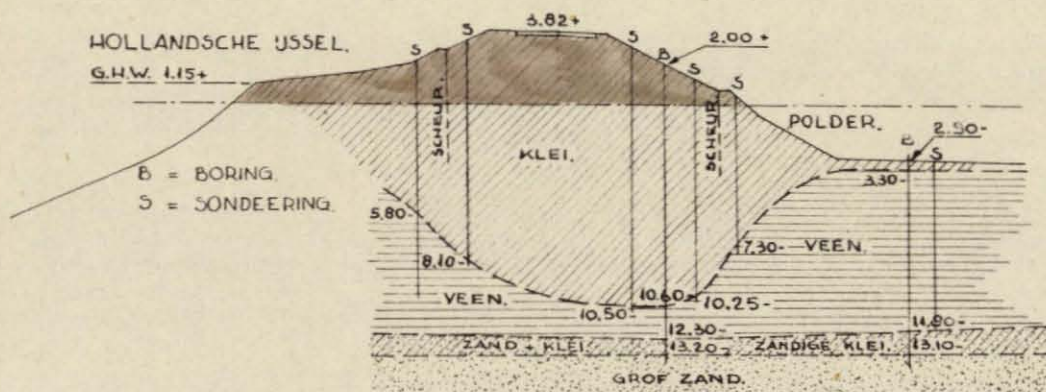 3.82+
HOLLANDSCHE IJSSEL.
G.H.W. 1.15+
S
S
S
B
2.00+
S
S
SCHEUR.
SCHEUR.
KLEI.
POLDER.
B
2.90-
S
B = BORING.
S = SONDEERING.
5.80-
3.30-
8.10-
7.30-
VEEN.
VEEN.
10.50-
10.60-
10.25-
12.30-
11.90-
ZAND + KLEI.
13.20-
ZANDIGE KLEI.
13.10-
GROF ZAND.